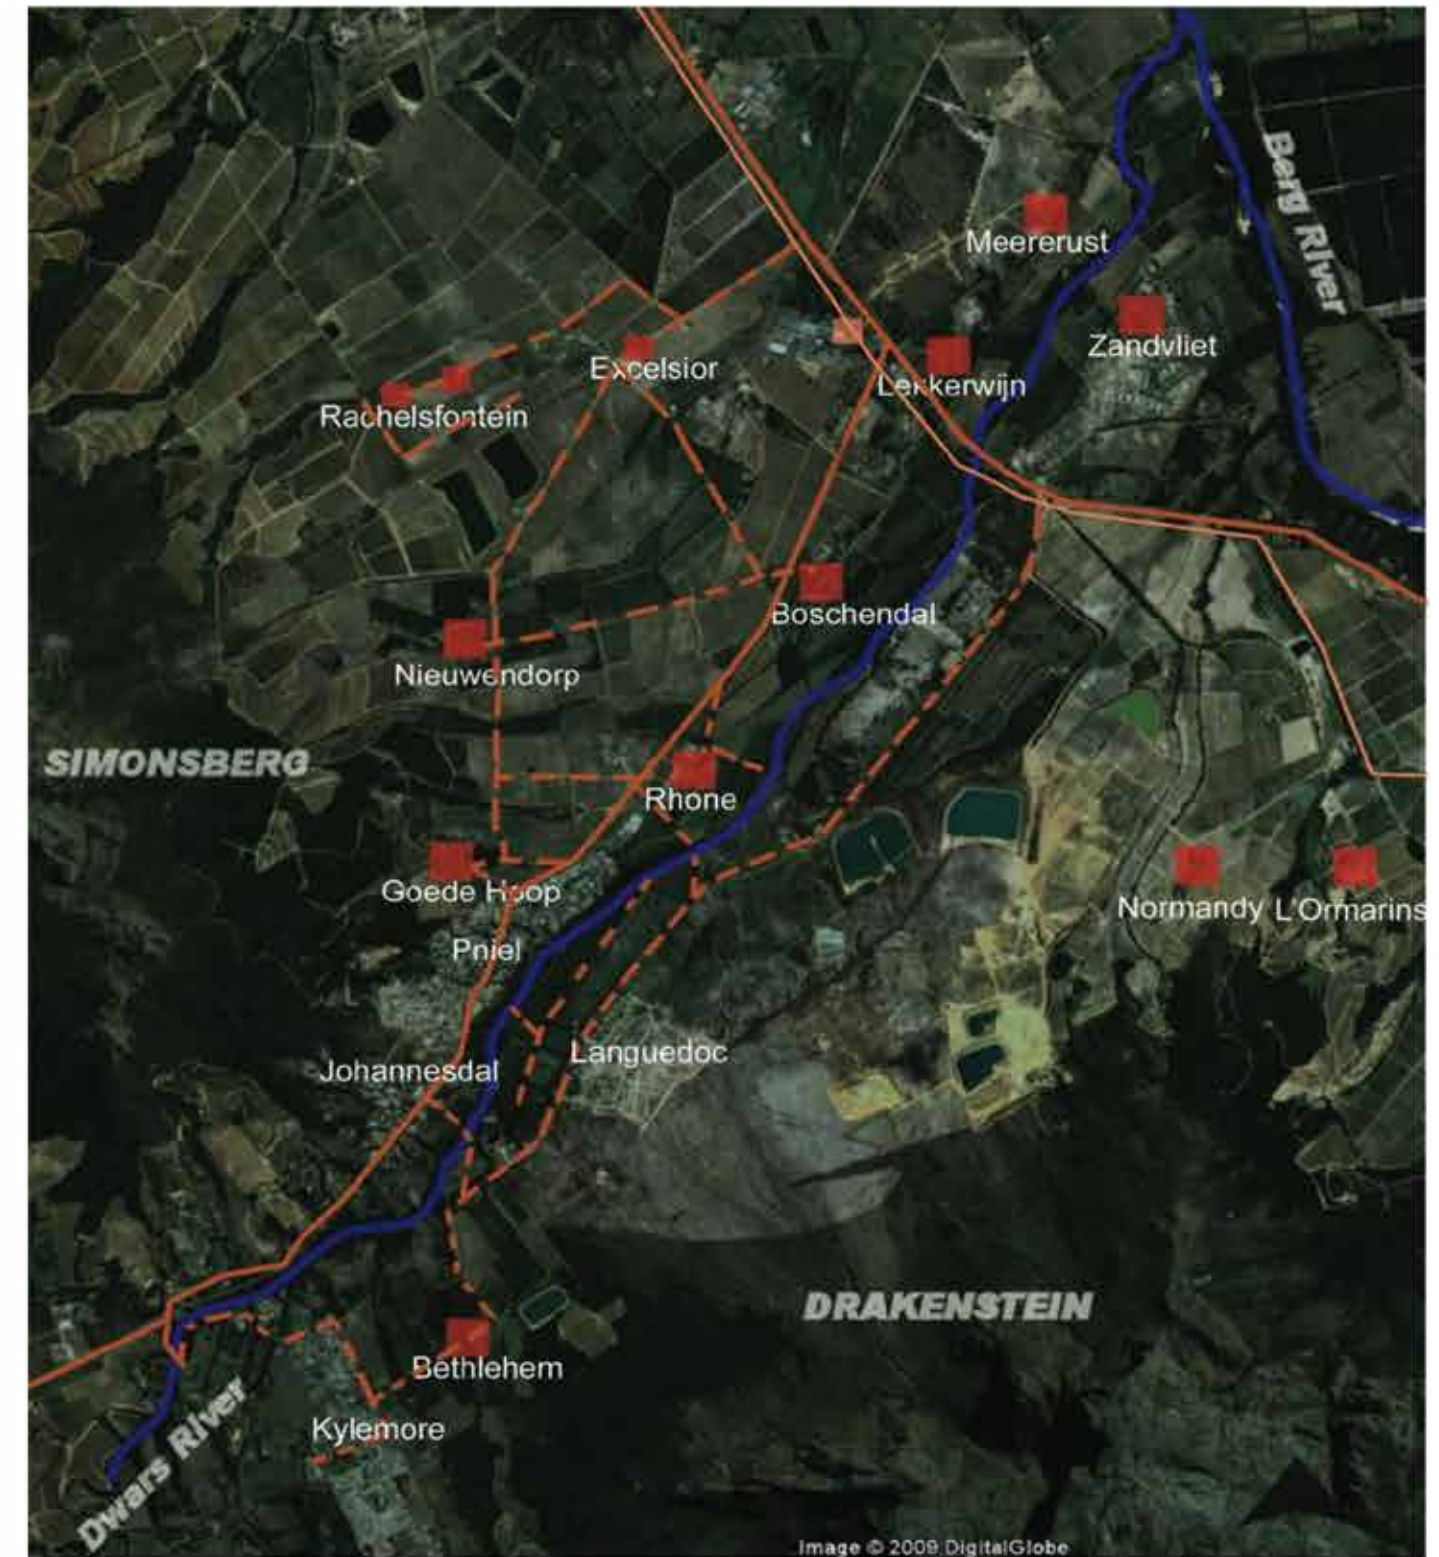 Berg River
Meererust
Zandvliet
Excelsior
Lekkerwijn
Rachelsfontein
Boschendal
Nieuwendorp
SIMONSBERG
Rhone
Goede Hoop
Normandy
L'Ormarins
Pniel
Languedoc
Johannesdal
DRAKENSTEIN
Bethlehem
Kylemore
Dwars River
Image © 2009 DigitalGlobe